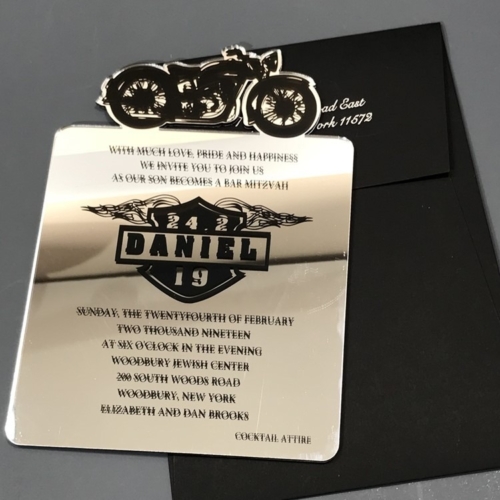 WITH MUCH LOVE, PRIDE AND HAPPINESS
WE INVITE YOU TO JOIN US
AS OUR SON BECOMES A BAR MITZVAH
24.2
DANIEL
19
SUNDAY, THE TWENTYFOURTH OF FEBRUARY
TWO THOUSAND NINETEEN
AT SIX O'CLOCK IN THE EVENING
WOODBURY JEWISH CENTER
200 SOUTH WOODS ROAD
WOODBURY, NEW YORK
ELIZABETH AND DAN BROOKS
COCKTAIL ATTIRE
East
11572